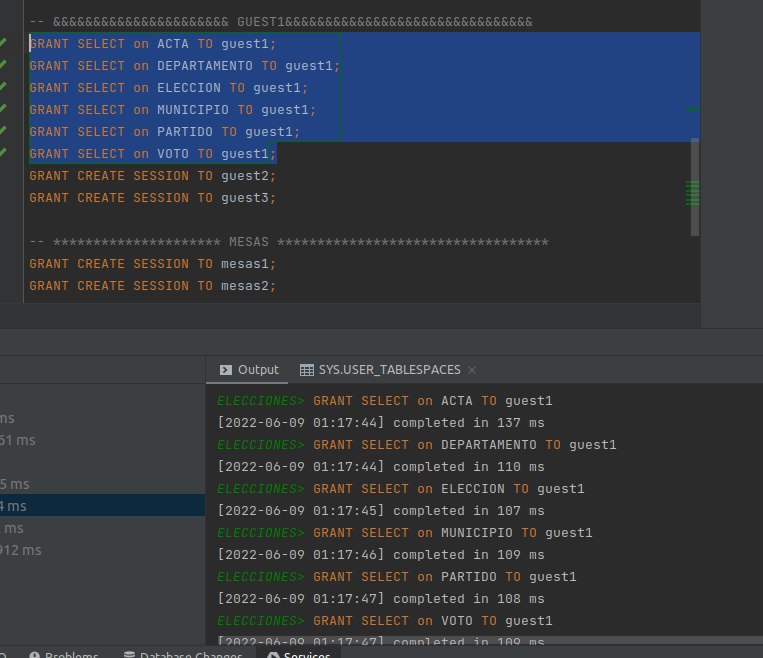 -- &&&&&&&&&&&&&&&&&&&&&& GUEST1&&&&&&&&&&&&&&&&&&&&&&&&&&&&&&&
GRANT SELECT on ACTA TO guest1;
GRANT SELECT on DEPARTAMENTO TO guest1;
GRANT SELECT on ELECCION TO guest1;
GRANT SELECT on MUNICIPIO TO guest1;
GRANT SELECT on PARTIDO TO guest1;
GRANT SELECT on VOTO TO guest1;
GRANT CREATE SESSION TO guest2;
GRANT CREATE SESSION TO guest3;
-- ********************* MESAS **********************************
GRANT CREATE SESSION TO mesas1;
GRANT CREATE SESSION TO mesas2;
Output
SYS.USER_TABLESPACES
ms
61 ms
5 ms
4 ms
ms
912 ms
ELECCIONES> GRANT SELECT on ACTA TO guest1
[2022-06-09 01:17:44] completed in 137 ms
ELECCIONES> GRANT SELECT on DEPARTAMENTO TO guest1
[2022-06-09 01:17:44] completed in 110 ms
ELECCIONES> GRANT SELECT on ELECCION TO guest1
[2022-06-09 01:17:45] completed in 107 ms
ELECCIONES> GRANT SELECT on MUNICIPIO TO guest1
[2022-06-09 01:17:46] completed in 109 ms
ELECCIONES> GRANT SELECT on PARTIDO TO guest1
[2022-06-09 01:17:47] completed in 108 ms
ELECCIONES> GRANT SELECT on VOTO TO guest1
[2022-06-09 01:17:47] completed in 109 ms
Problems
Database Changes
Services